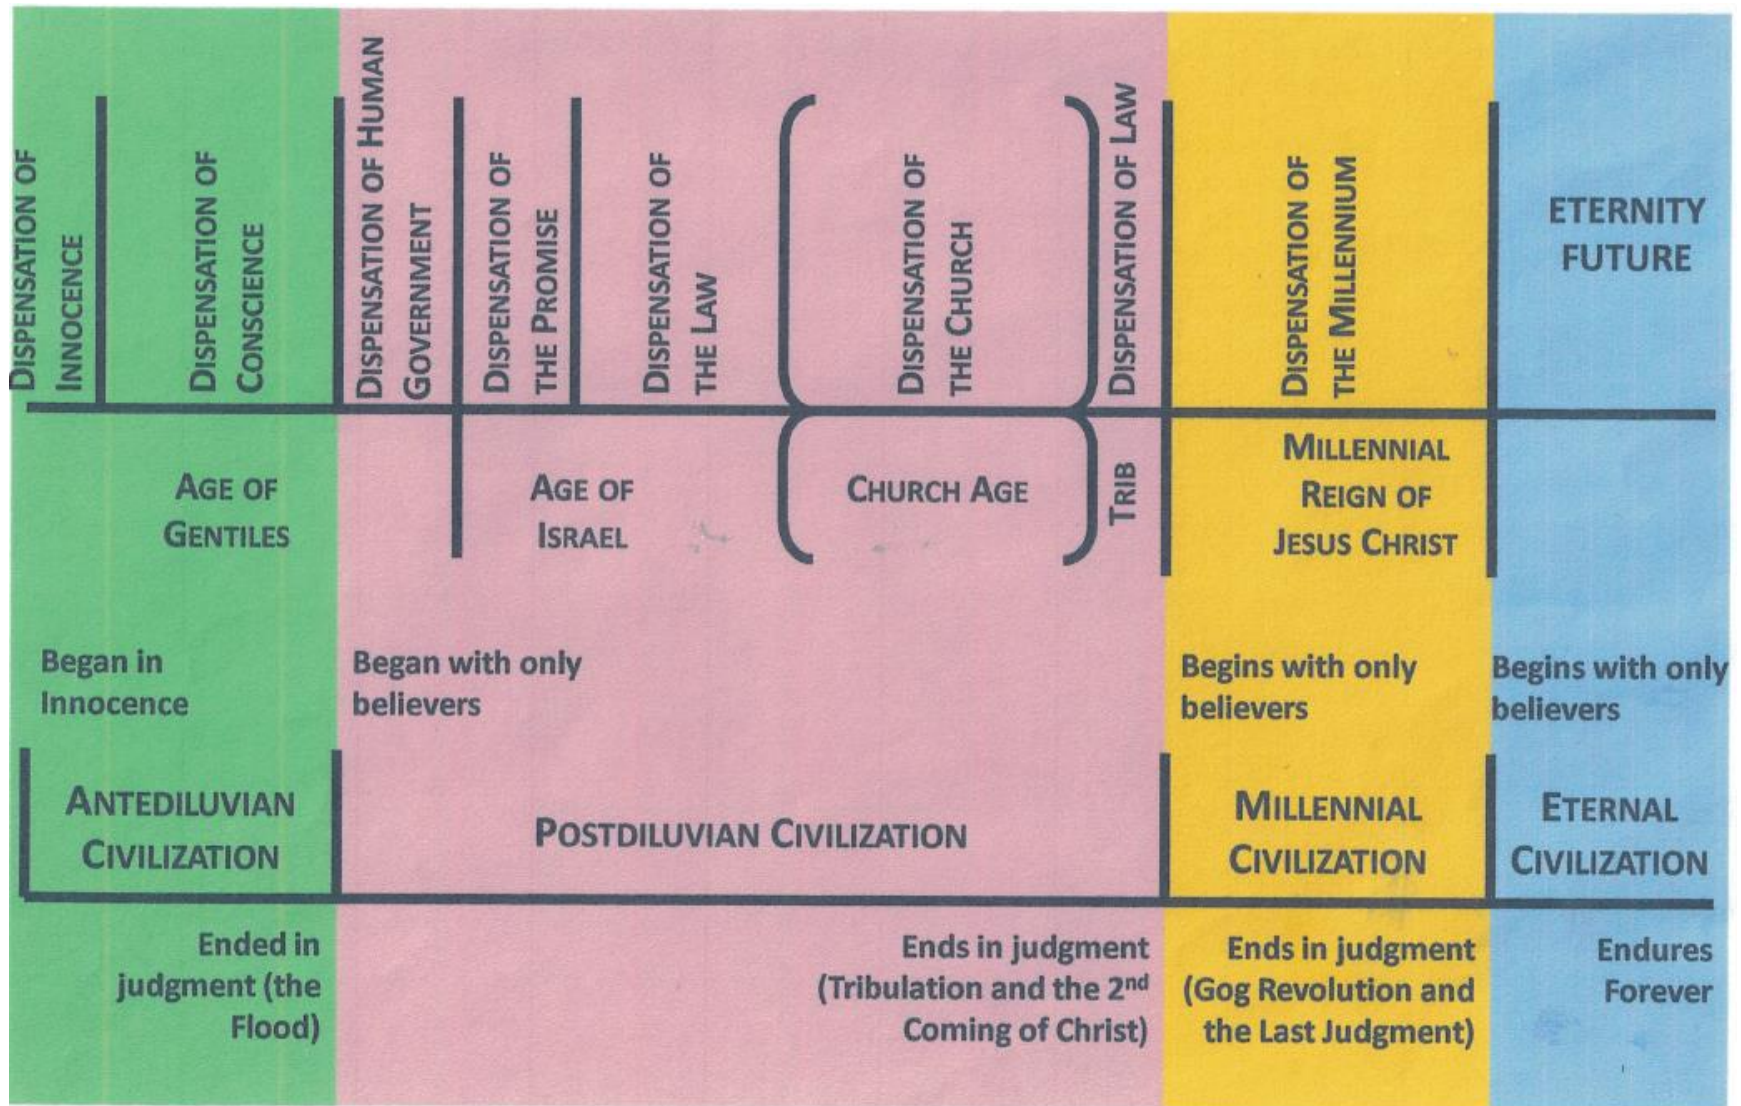 DISPENSATION OF
INNOCENCE
DISPENSATION OF
CONSCIENCE
DISPENSATION OF HUMAN
GOVERNMENT
DISPENSATION OF
THE PROMISE
DISPENSATION OF
THE LAW
DISPENSATION OF
THE CHURCH
DISPENSATION OF LAW
DISPENSATION OF
THE MILLENNIUM
ETERNITY
FUTURE
AGE OF
GENTILES
AGE OF
ISRAEL
CHURCH AGE
TRIB
MILLENNIAL
REIGN OF
JESUS CHRIST
Began in
Innocence
Began with only
believers
Begins with only
believers
Begins with only
believers
ANTEDILUVIAN
CIVILIZATION
POSTDILUVIAN CIVILIZATION
MILLENNIAL
CIVILIZATION
ETERNAL
CIVILIZATION
Ended in
judgment (the
Flood)
Ends in judgment
(Tribulation and the 2nd
Coming of Christ)
Ends in judgment
(Gog Revolution and
the Last Judgment)
Endures
Forever